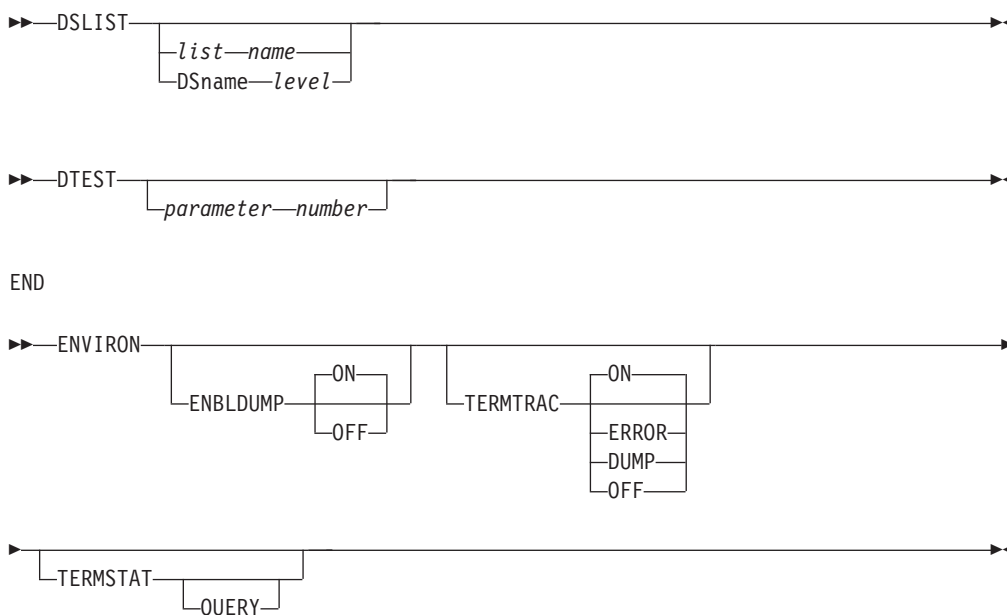 DSLIST
list name
DSname level
DTEST
parameter number
END
ENVIRON
ON
ENBLDUMP
OFF
ON
TERMTRAC
ERROR
DUMP
OFF
TERMSTAT
QUERY